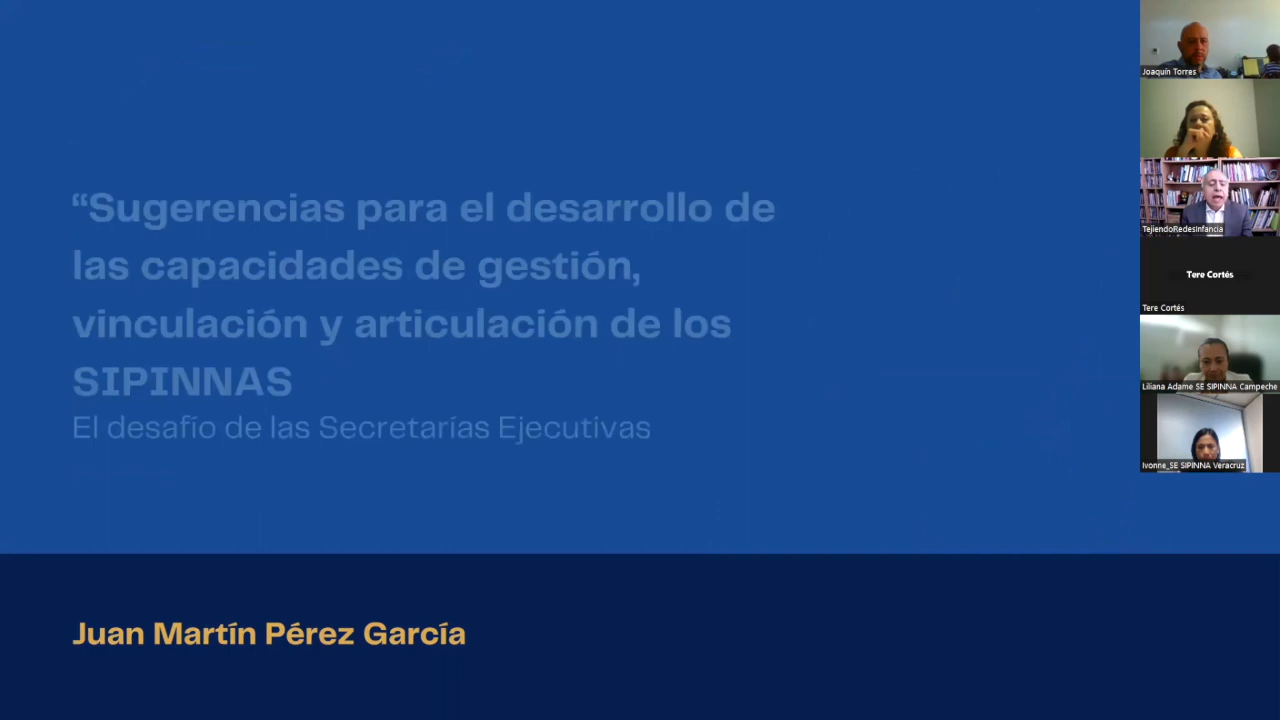 “Sugerencias para el desarrollo de
las capacidades de gestión,
vinculación y articulación de los
SIPINNAS
El desafío de las Secretarías Ejecutivas
Juan Martín Pérez García
Joaquín Torres
TejiendoRedesInfancia
Tere Cortés
Tere Cortés
Liliana Adame SE SIPINNA Campeche
Ivonne_SE SIPINNA Veracruz